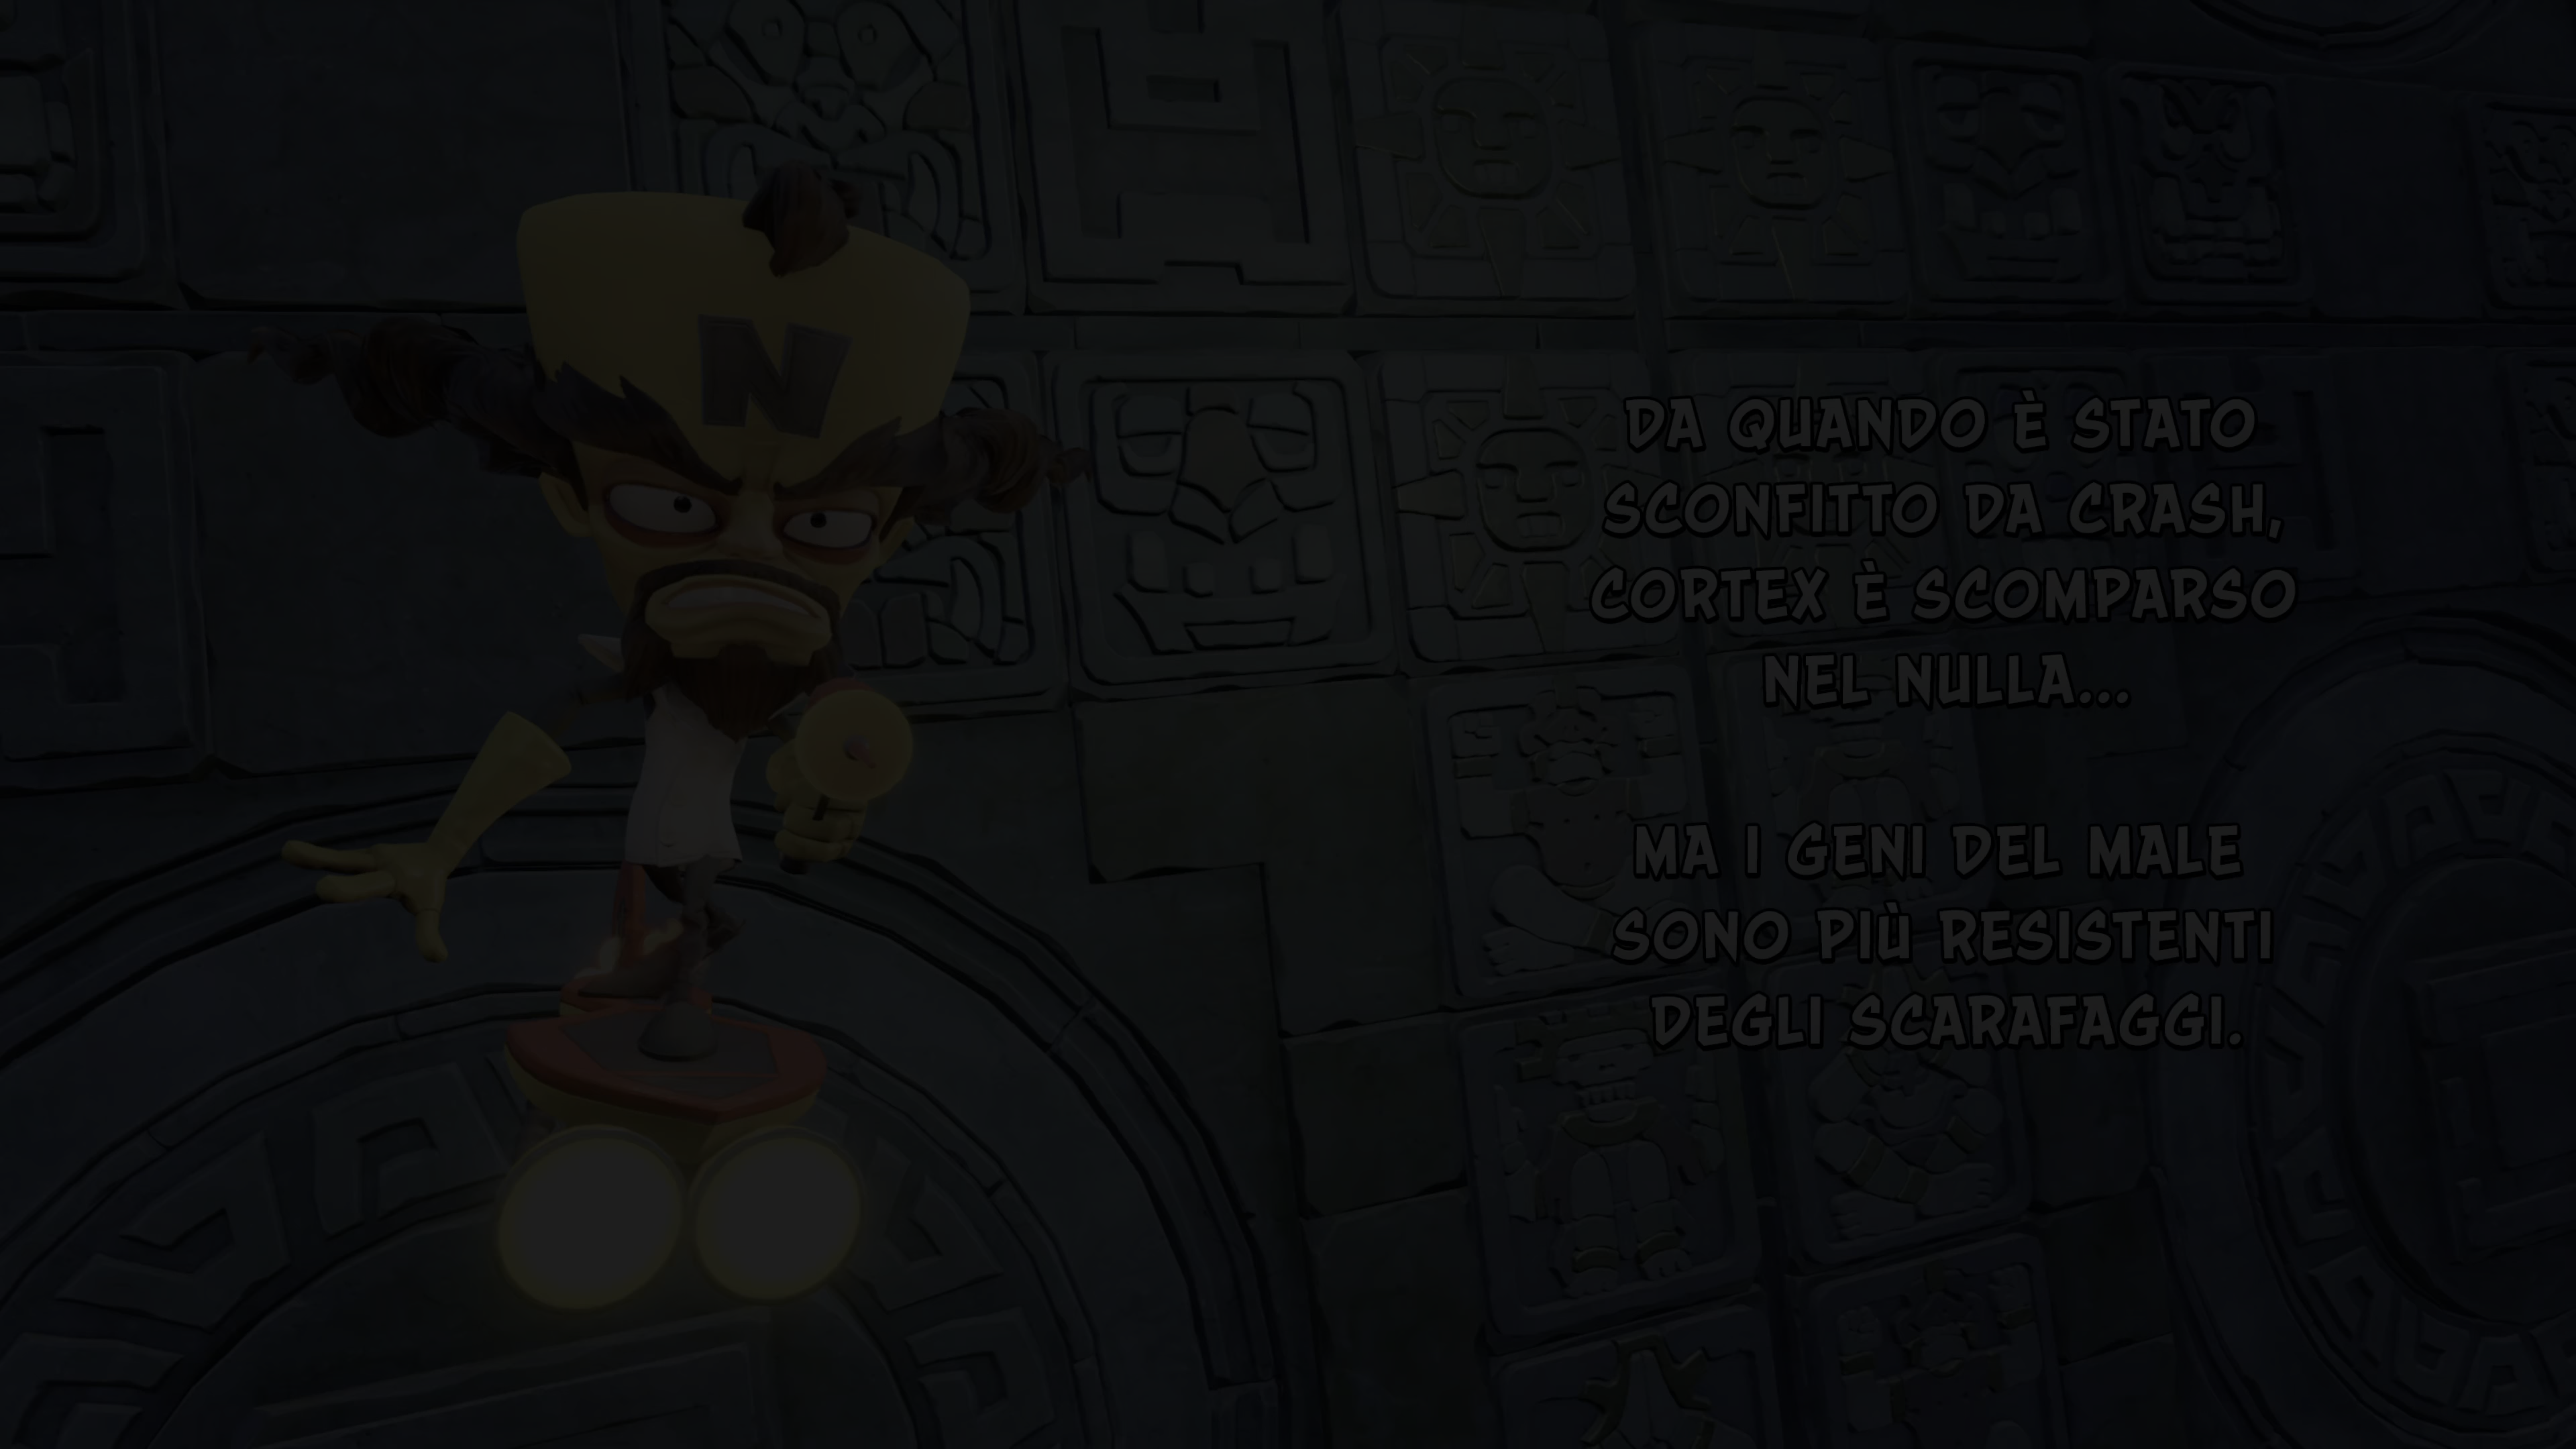 N
DA QUANDO È STATO
SCONFITTO DA CRASH,
CORTEX È SCOMPARSO
NEL NULLA...
MA I GENI DEL MALE
SONO PIÙ RESISTENTI
DEGLI SCARAFAGGI.